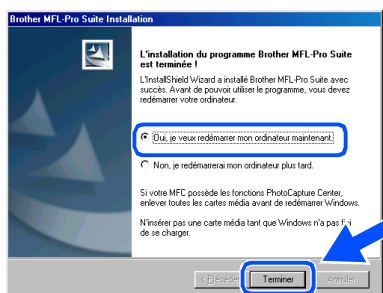 Brother MFL-Pro Suite Installation
L'installation du programme Brother MFL-Pro Suite
est terminée !
L'InstallShield Wizard a installé Brother MFL-Pro Suite avec
succès. Avant de pouvoir utiliser le programme, vous devez
redémarrer votre ordinateur.
Oui, je veux redémarrer mon ordinateur maintenant.
Non, je redémarrerai mon ordinateur plus tard.
Si votre MFC possède les fonctions PhotoCapture Center,
enlever toutes les cartes média avant de redémarrer Windows.
N'insérer pas une carte média tant que Windows n'a pas fini
de se charger.
< Précédent Terminer Annuler